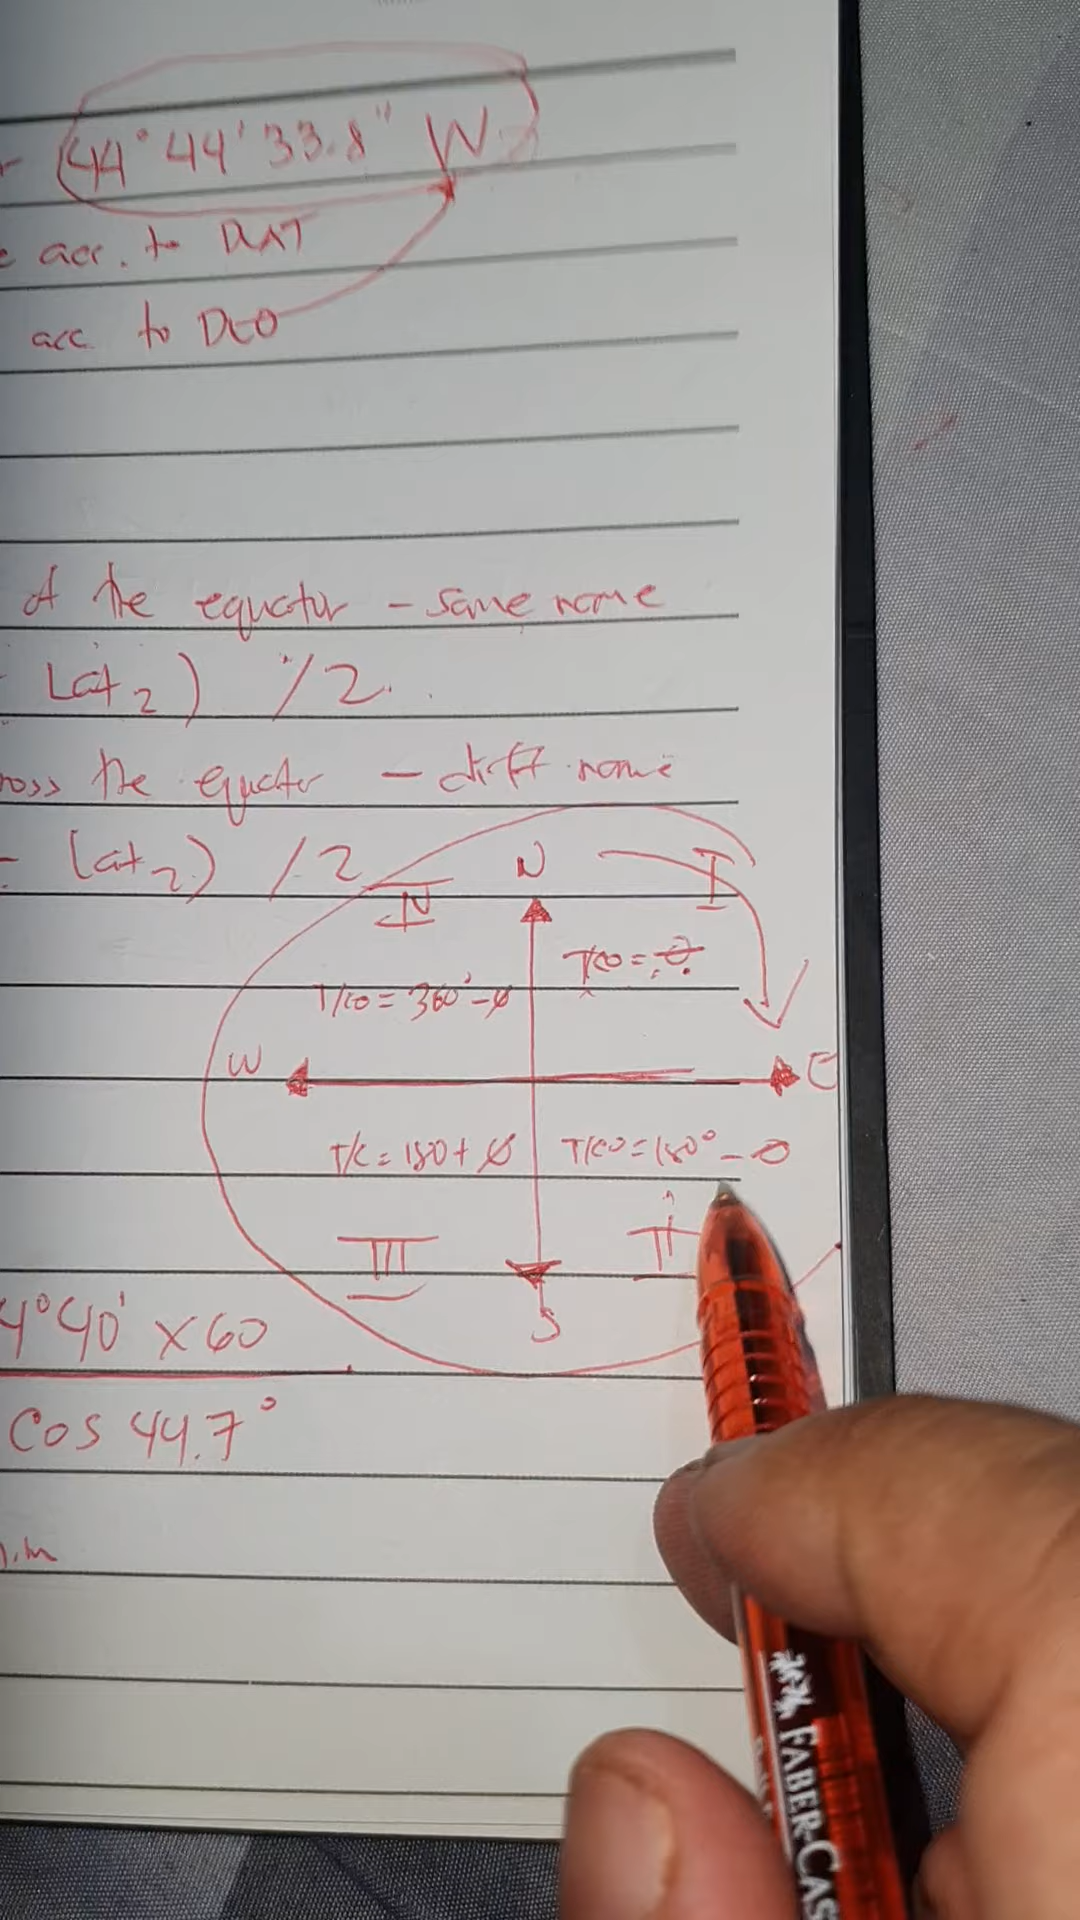 44° 44' 33.8" W
acc. to DLAT
acc to DLO
of the equator - same name
Lat2) /2.
the equator - diff name
- Lat2) /2
N
I
IV
T/CO = θ
T/CO = 360° - θ
W
E
T/C = 180 + θ
T/CO = 180° - θ
III
II
S
4°40' x 60
Cos 44.7°
FABER-CAS